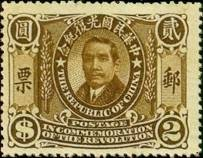 貳圓
中華民國光復紀念
郵票
THE REPUBLIC OF CHINA
POSTAGE
IN COMMEMORATION
OF THE REVOLUTION
$2